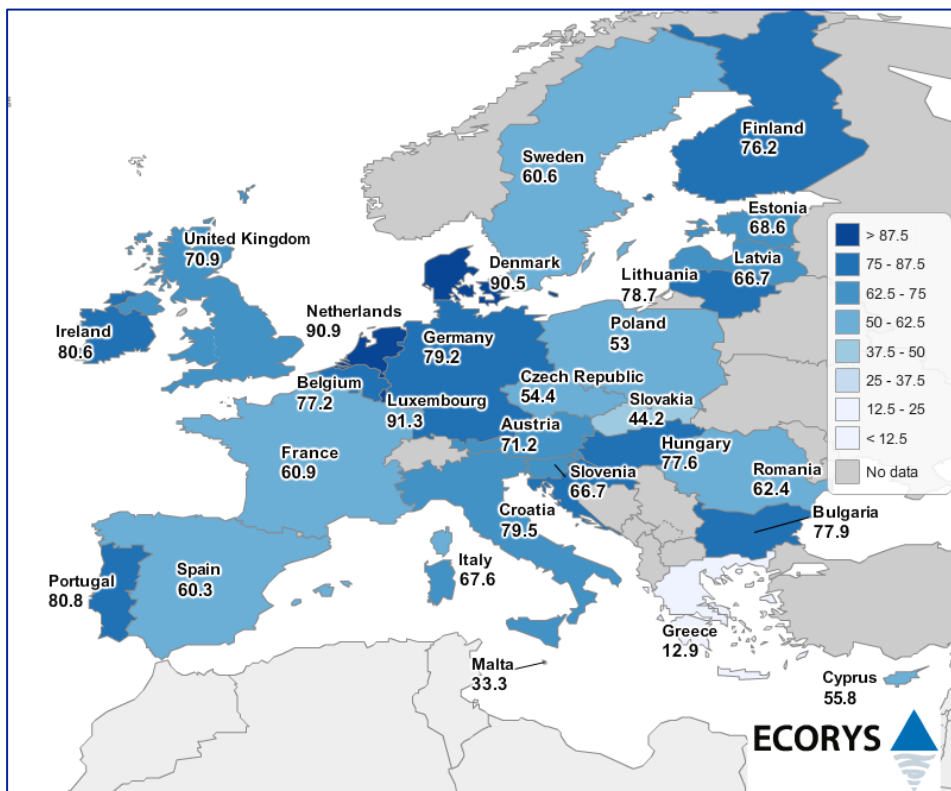 Finland
76.2
Sweden
60.6
Estonia
68.6
United Kingdom
70.9
Denmark
90.5
Latvia
66.7
Lithuania
78.7
Netherlands
90.9
Ireland
80.6
Germany
79.2
Poland
53
Belgium
77.2
Czech Republic
54.4
Luxembourg
91.3
Slovakia
44.2
Austria
71.2
France
60.9
Hungary
77.6
Slovenia
66.7
Romania
62.4
Croatia
79.5
Bulgaria
77.9
Italy
67.6
Spain
60.3
Portugal
80.8
Greece
12.9
Malta
33.3
Cyprus
55.8
> 87.5
75 - 87.5
62.5 - 75
50 - 62.5
37.5 - 50
25 - 37.5
12.5 - 25
< 12.5
No data
ECORYS